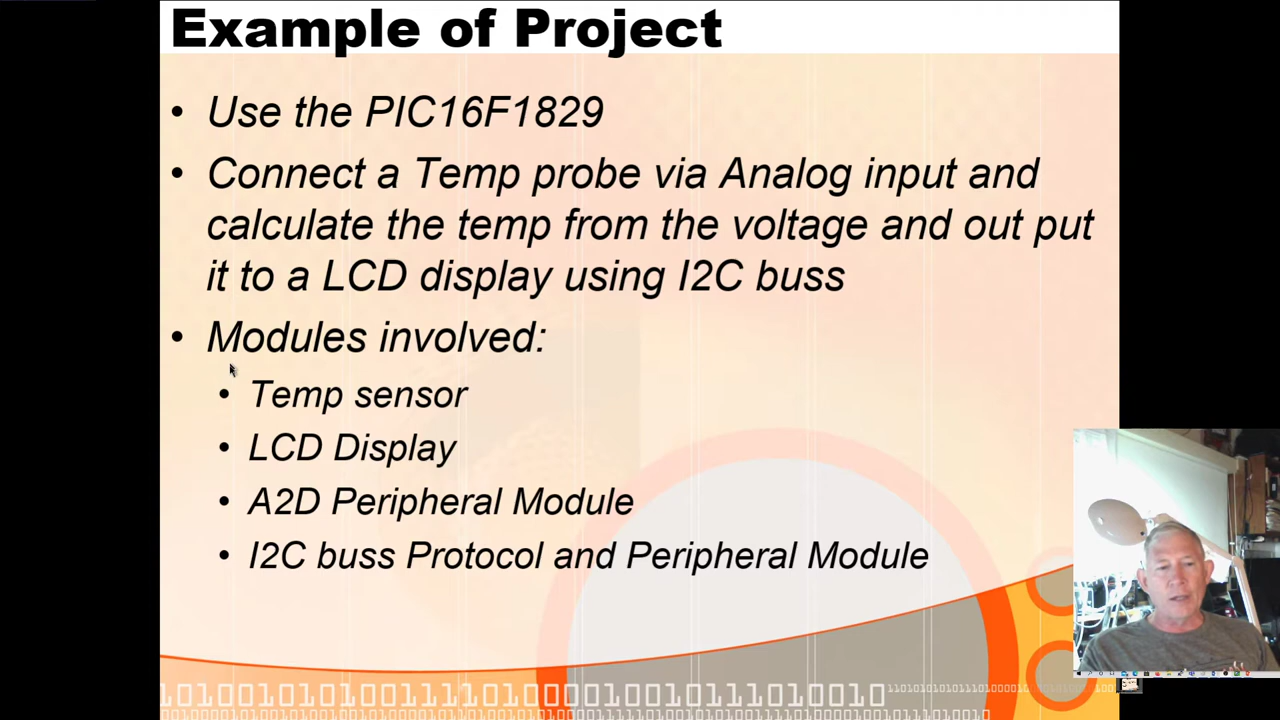 Example of Project
• Use the PIC16F1829
• Connect a Temp probe via Analog input and
calculate the temp from the voltage and out put
it to a LCD display using I2C buss
• Modules involved:
• Temp sensor
• LCD Display
• A2D Peripheral Module
• I2C buss Protocol and Peripheral Module